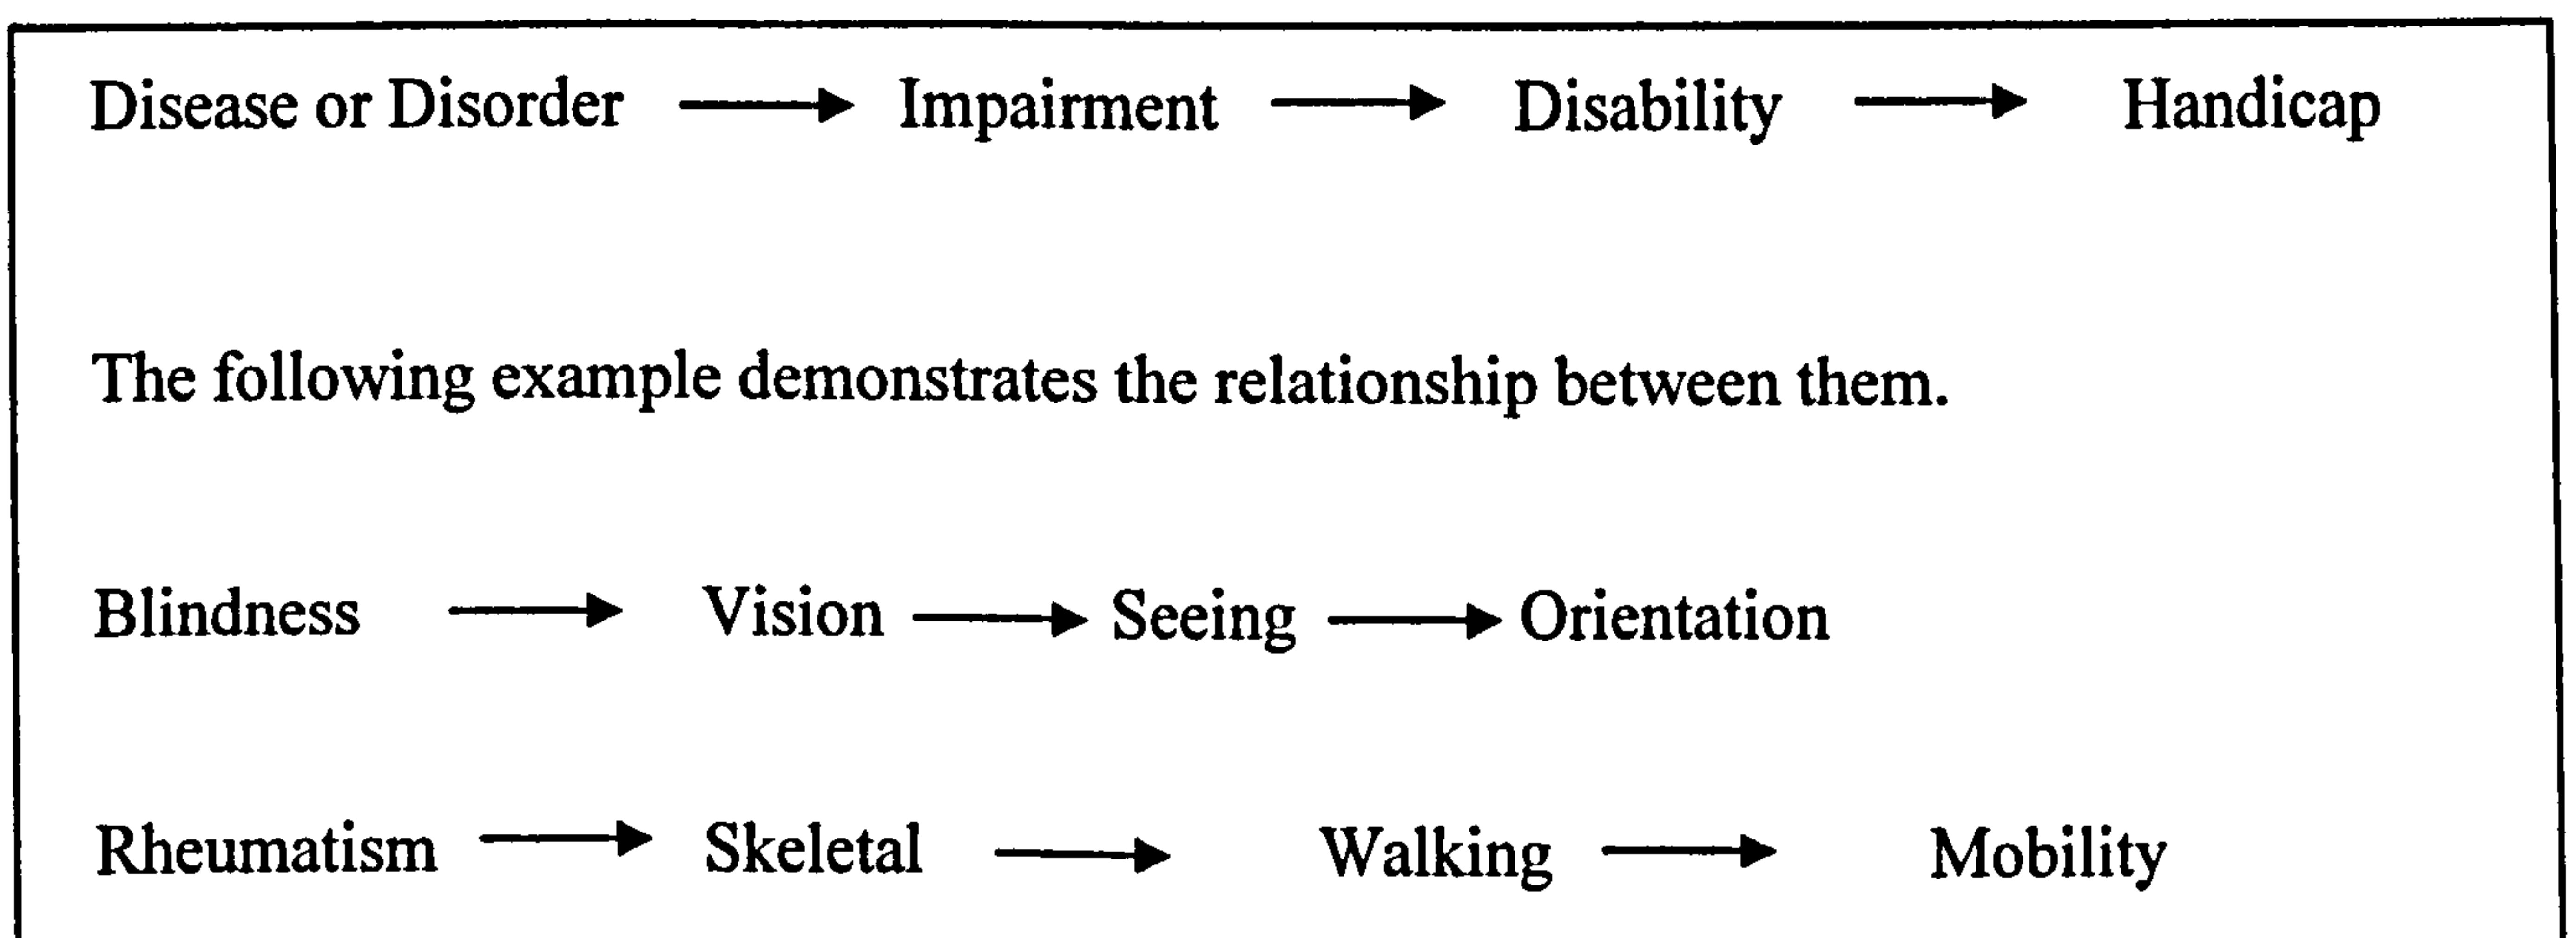 Disease or Disorder → Impairment → Disability → Handicap
The following example demonstrates the relationship between them.
Blindness → Vision → Seeing → Orientation
Rheumatism → Skeletal → Walking → Mobility